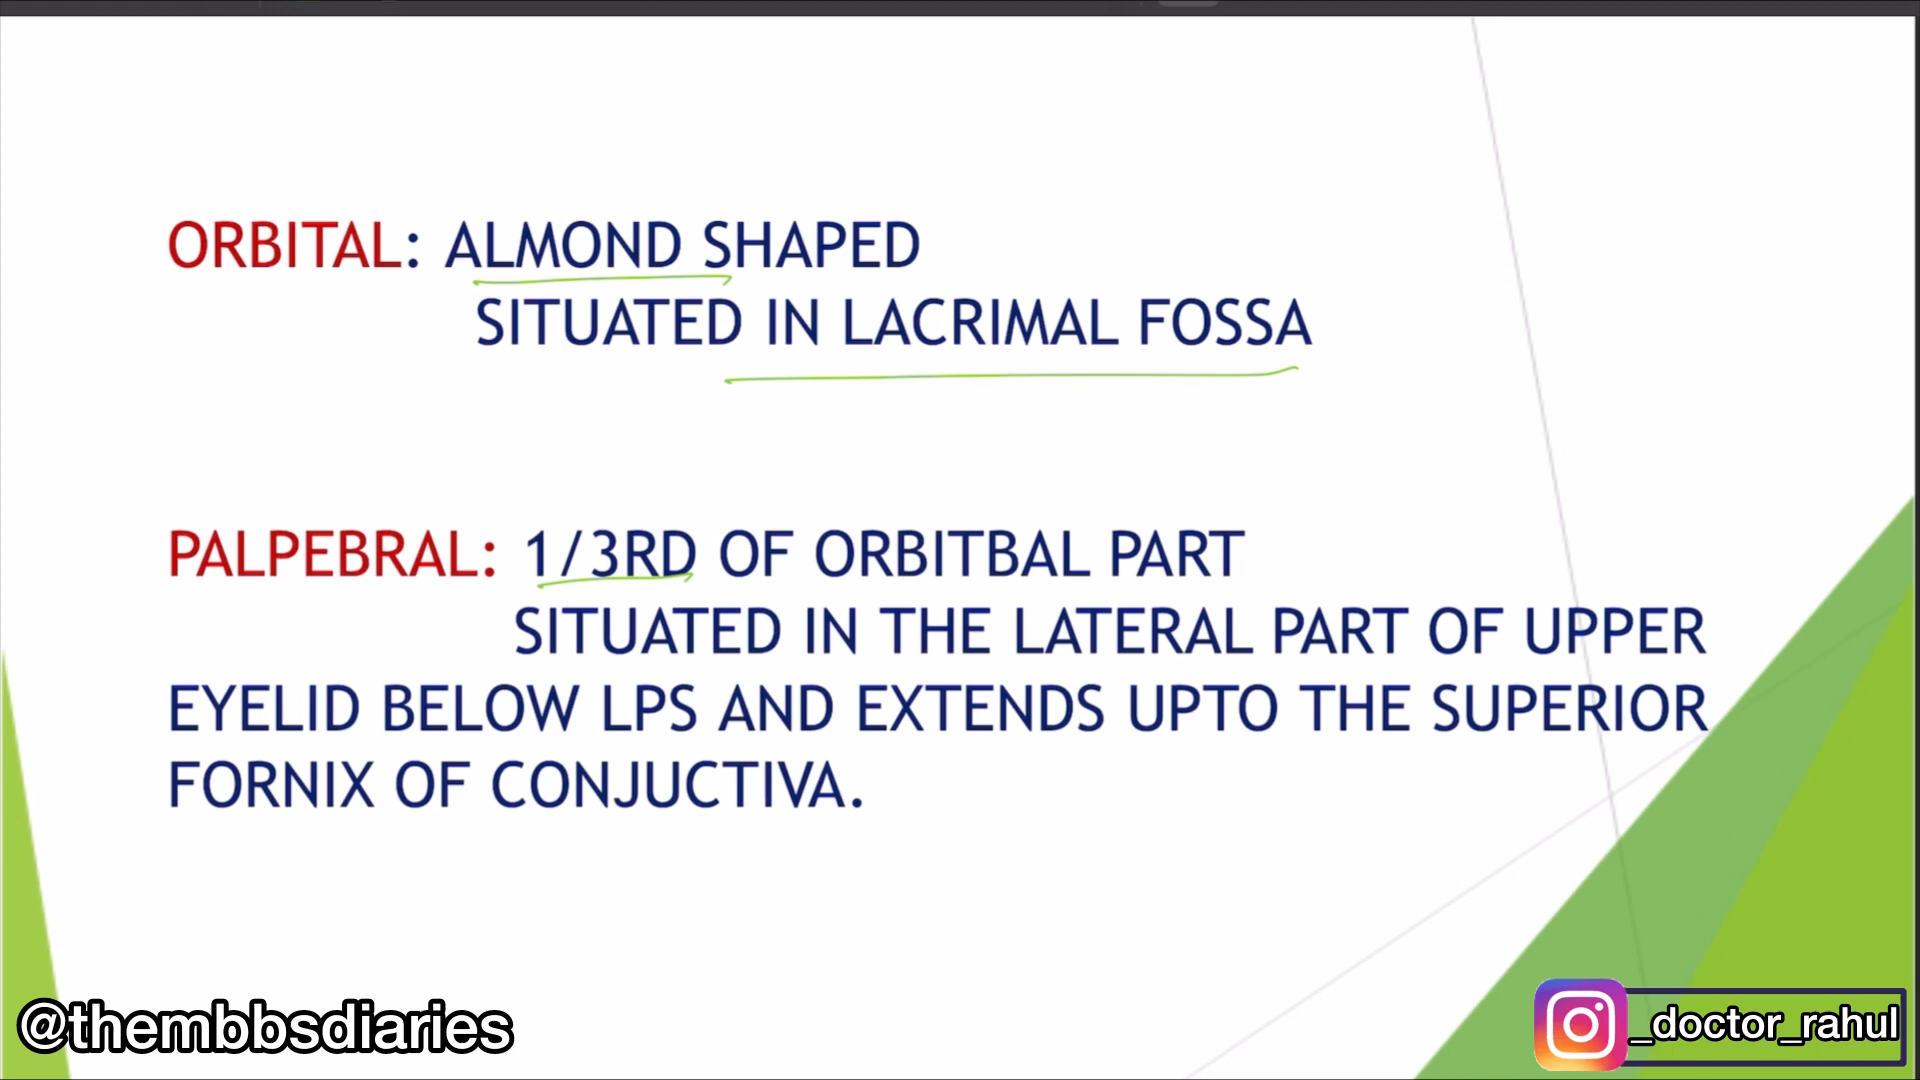 ORBITAL: ALMOND SHAPED
SITUATED IN LACRIMAL FOSSA
PALPEBRAL: 1/3RD OF ORBITBAL PART
SITUATED IN THE LATERAL PART OF UPPER
EYELID BELOW LPS AND EXTENDS UPTO THE SUPERIOR
FORNIX OF CONJUCTIVA.
@thembbsdiaries
_doctor_rahul